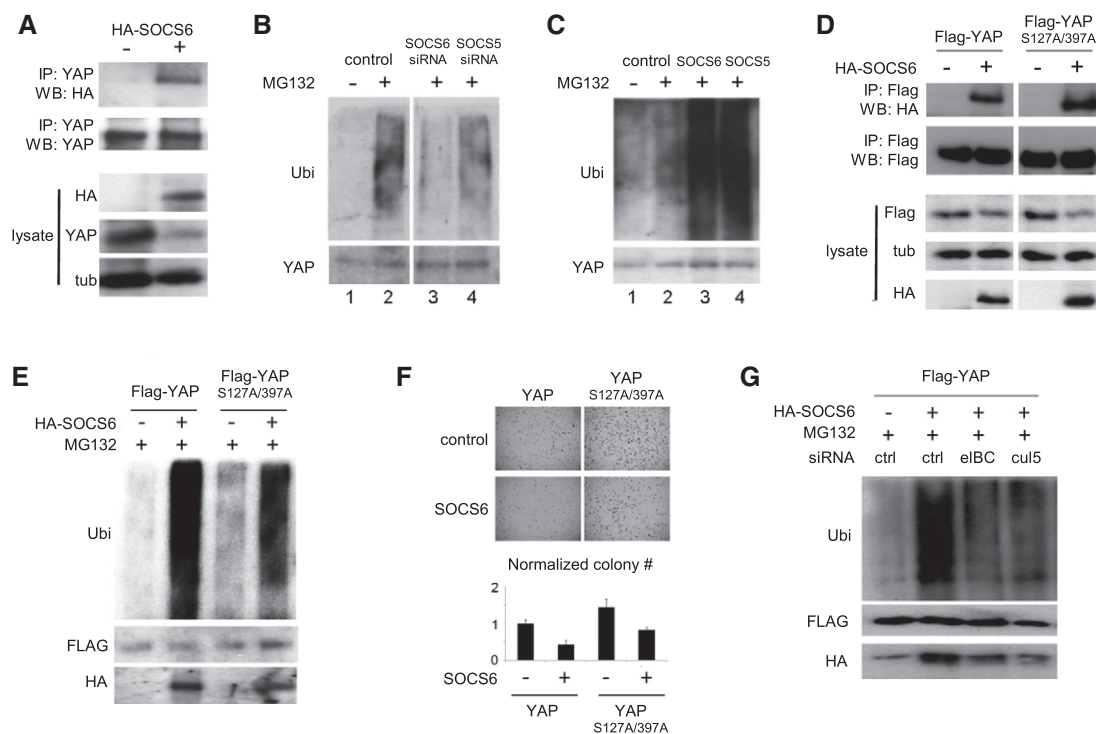 A
HA-SOCS6
- +
IP: YAP
WB: HA
IP: YAP
WB: YAP
HA
lysate YAP
tub
B
control SOCS6 siRNA SOCS5 siRNA
MG132 - + + +
Ubi
YAP
1 2 3 4
C
control SOCS6 SOCS5
MG132 - + + +
Ubi
YAP
1 2 3 4
D
Flag-YAP Flag-YAP S127A/397A
HA-SOCS6 - + - +
IP: Flag
WB: HA
IP: Flag
WB: Flag
Flag
lysate tub
HA
E
Flag-YAP Flag-YAP S127A/397A
HA-SOCS6 - + - +
MG132 + + + +
Ubi
FLAG
HA
F
YAP YAP S127A/397A
control
SOCS6
Normalized colony #
2
1
0
SOCS6 - + - +
YAP YAP S127A/397A
G
Flag-YAP
HA-SOCS6 - + + +
MG132 + + + +
siRNA ctrl ctrl elBC cul5
Ubi
FLAG
HA